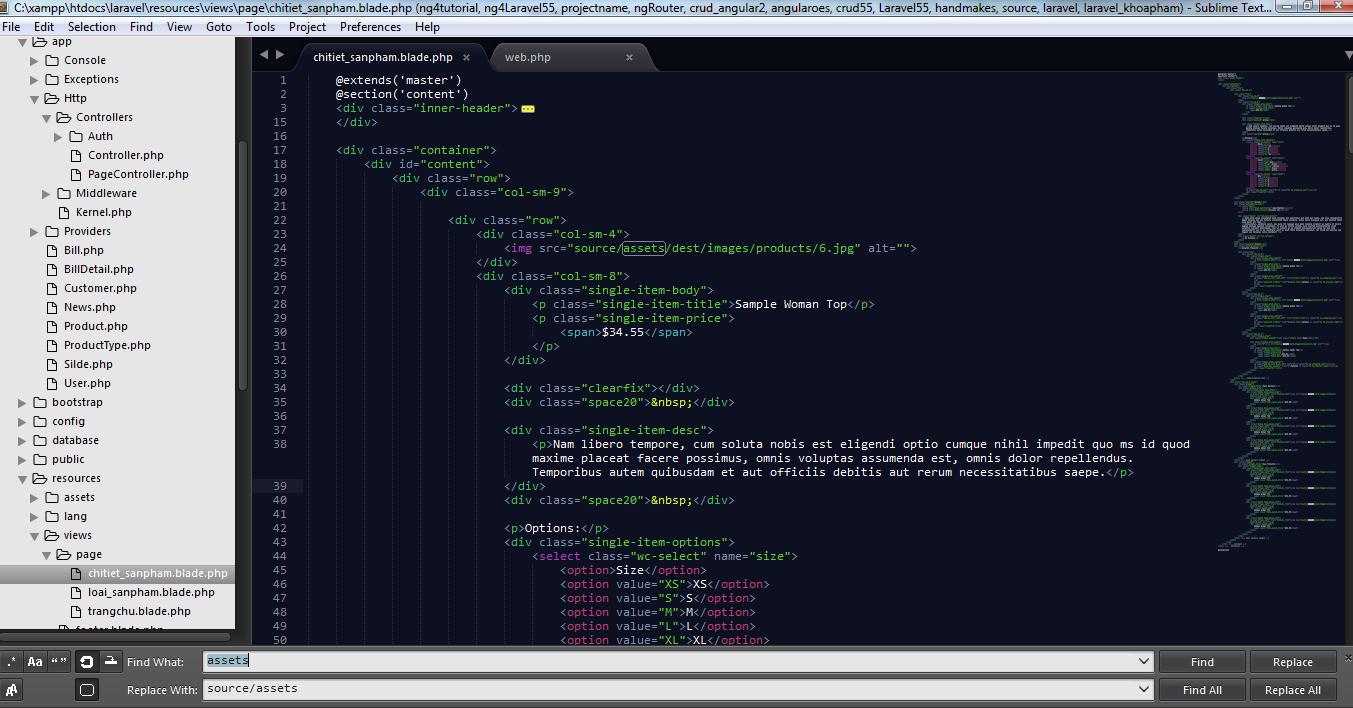 C:\xampp\htdocs\laravel\resources\views\page\chitiet_sanpham.blade.php (ng4tutorial, ng4Laravel55, projectname, ngRouter, crud_angular2, angularoes, crud55, Laravel55, handmakes, source, laravel, laravel_khoapham) - Sublime Text...
File Edit Selection Find View Goto Tools Project Preferences Help
app
Console
Exceptions
Http
Controllers
Auth
Controller.php
PageController.php
Middleware
Kernel.php
Providers
Bill.php
BillDetail.php
Customer.php
News.php
Product.php
ProductType.php
Silde.php
User.php
bootstrap
config
database
public
resources
assets
lang
views
page
chitiet_sanpham.blade.php
loai_sanpham.blade.php
trangchu.blade.php
footer.blade.php
chitiet_sanpham.blade.php × web.php ×
1 @extends('master')
2 @section('content')
3 <div class="inner-header">
15 </div>
16
17 <div class="container">
18 <div id="content">
19 <div class="row">
20 <div class="col-sm-9">
21
22 <div class="row">
23 <div class="col-sm-4">
24 <img src="source/assets/dest/images/products/6.jpg" alt="">
25 </div>
26 <div class="col-sm-8">
27 <div class="single-item-body">
28 <p class="single-item-title">Sample Woman Top</p>
29 <p class="single-item-price">
30 <span>$34.55</span>
31 </p>
32 </div>
33
34 <div class="clearfix"></div>
35 <div class="space20">&nbsp;</div>
36
37 <div class="single-item-desc">
38 <p>Nam libero tempore, cum soluta nobis est eligendi optio cumque nihil impedit quo ms id quod
maxime placeat facere possimus, omnis voluptas assumenda est, omnis dolor repellendus.
Temporibus autem quibusdam et aut officiis debitis aut rerum necessitatibus saepe.</p>
39 </div>
40 <div class="space20">&nbsp;</div>
41
42 <p>Options:</p>
43 <div class="single-item-options">
44 <select class="wc-select" name="size">
45 <option>Size</option>
46 <option value="XS">XS</option>
47 <option value="S">S</option>
48 <option value="M">M</option>
49 <option value="L">L</option>
50 <option value="XL">XL</option>
.* Aa “ ” Find What: assets Find Replace
Replace With: source/assets Find All Replace All